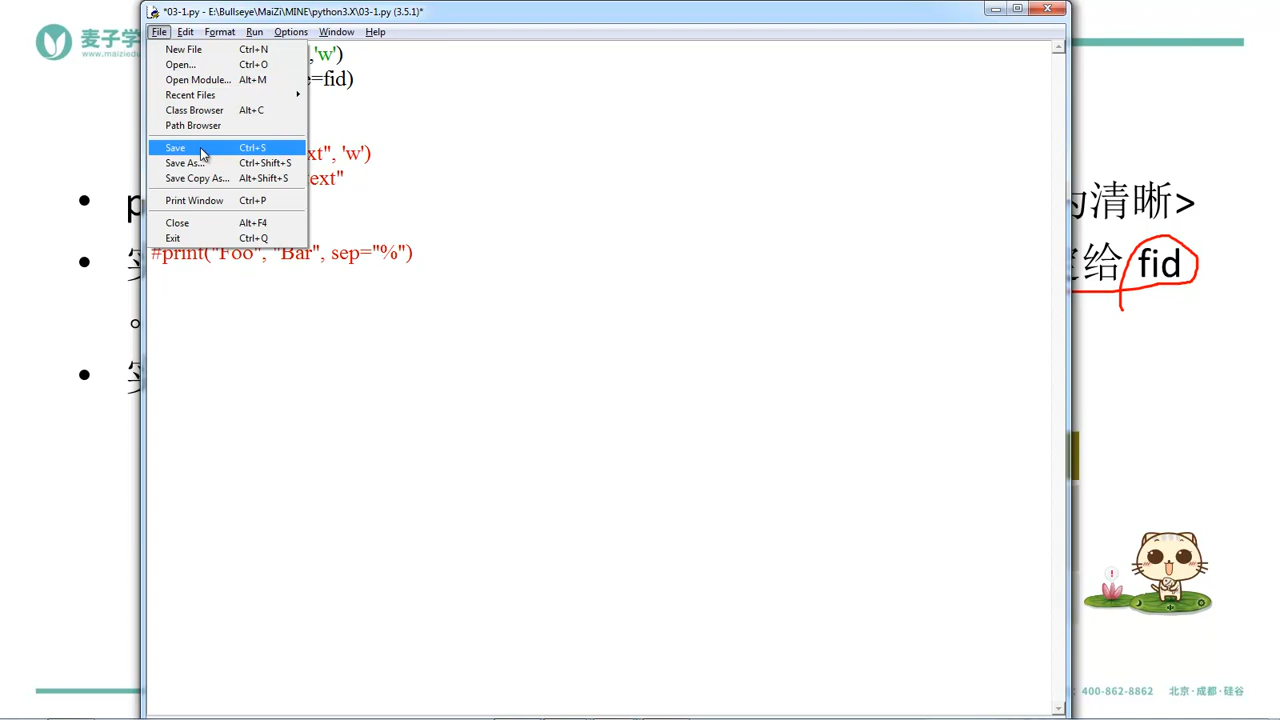 *03-1.py - E:\Bullseye\MaiZi\MINE\python3.X\03-1.py (3.5.1)*
File Edit Format Run Options Window Help
麦子学
www.maiziedu
New File Ctrl+N
Open... Ctrl+O
Open Module... Alt+M
Recent Files
Class Browser Alt+C
Path Browser
Save Ctrl+S
Save As... Ctrl+Shift+S
Save Copy As... Alt+Shift+S
Print Window Ctrl+P
Close Alt+F4
Exit Ctrl+Q
,'w')
e=fid)
xt", 'w')
ext"
#print("Foo", "Bar", sep="%")
清晰>
给 fid
。
400-862-8862 北京·成都·硅谷